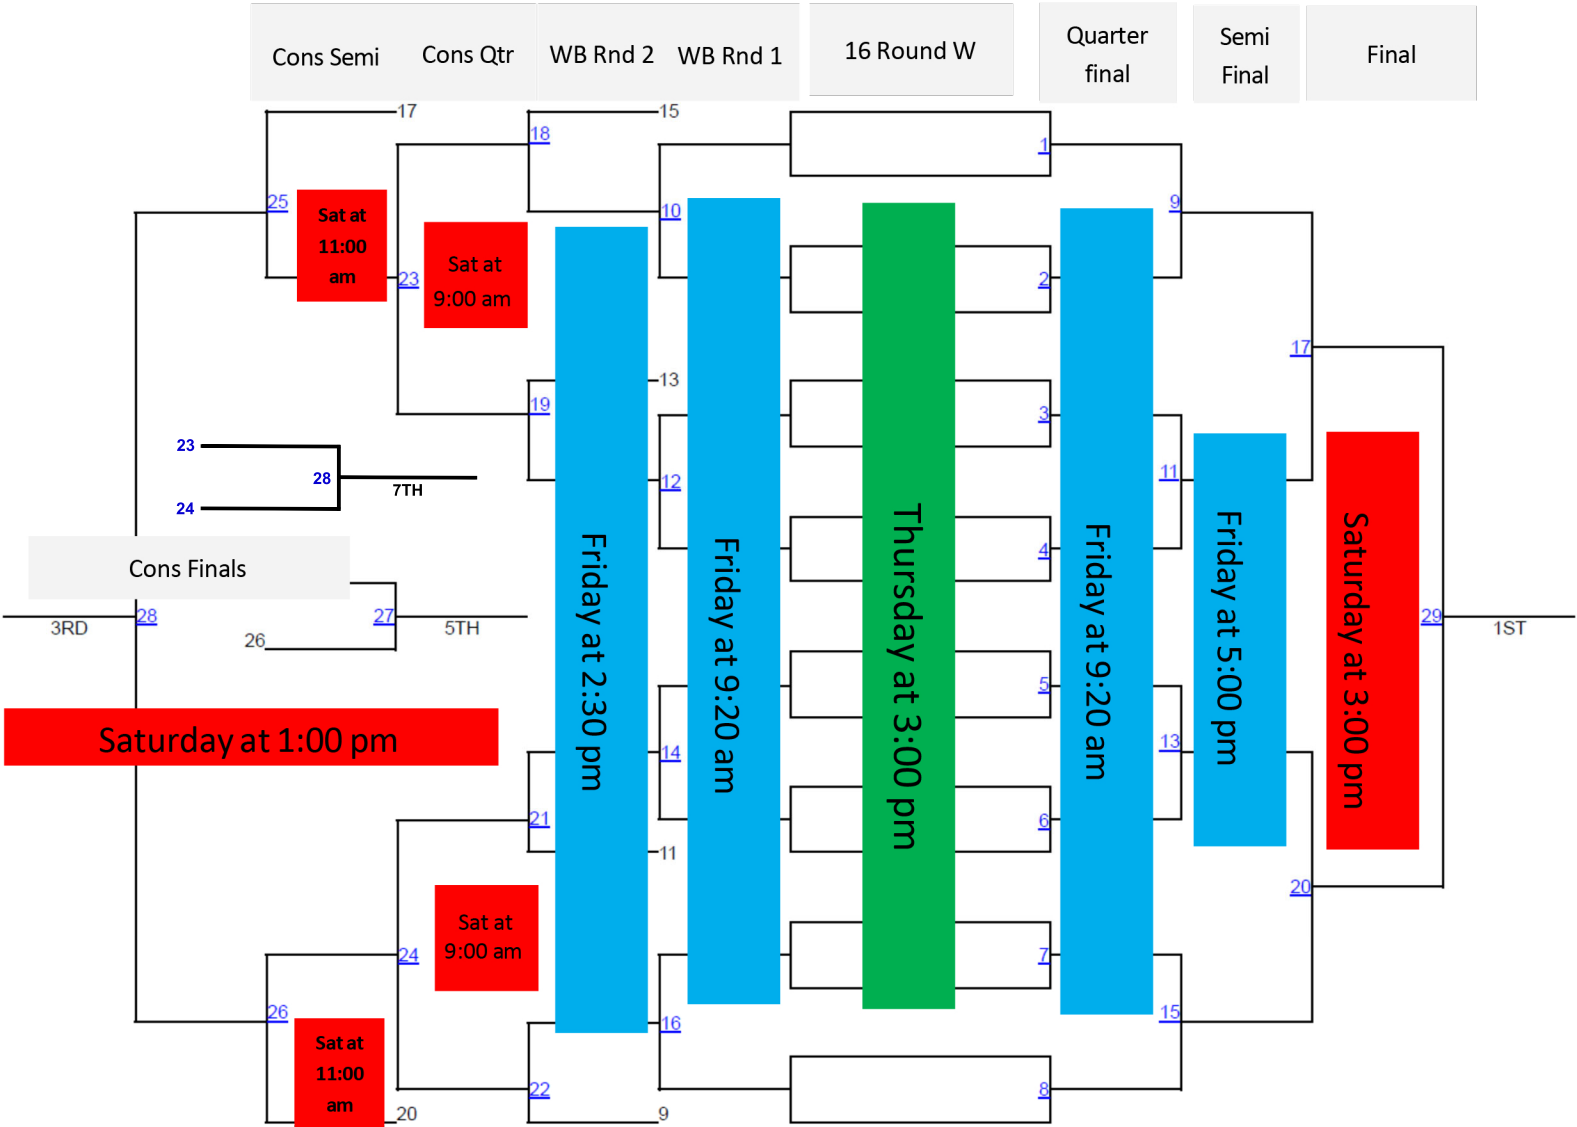 Cons Semi
Cons Qtr
WB Rnd 2
WB Rnd 1
16 Round W
Quarter
final
Semi
Final
Final
17
15
18
1
25
10
9
Sat at
11:00
am
23
Sat at
9:00 am
2
17
13
19
3
23
28
7TH
24
12
11
4
Cons Finals
3RD
28
27
5TH
26
Friday at 2:30 pm
Friday at 9:20 am
Thursday at 3:00 pm
Friday at 9:20 am
Friday at 5:00 pm
Saturday at 3:00 pm
29
1ST
5
Saturday at 1:00 pm
14
13
21
6
11
20
Sat at
9:00 am
24
7
26
16
15
Sat at
11:00
am
20
22
9
8